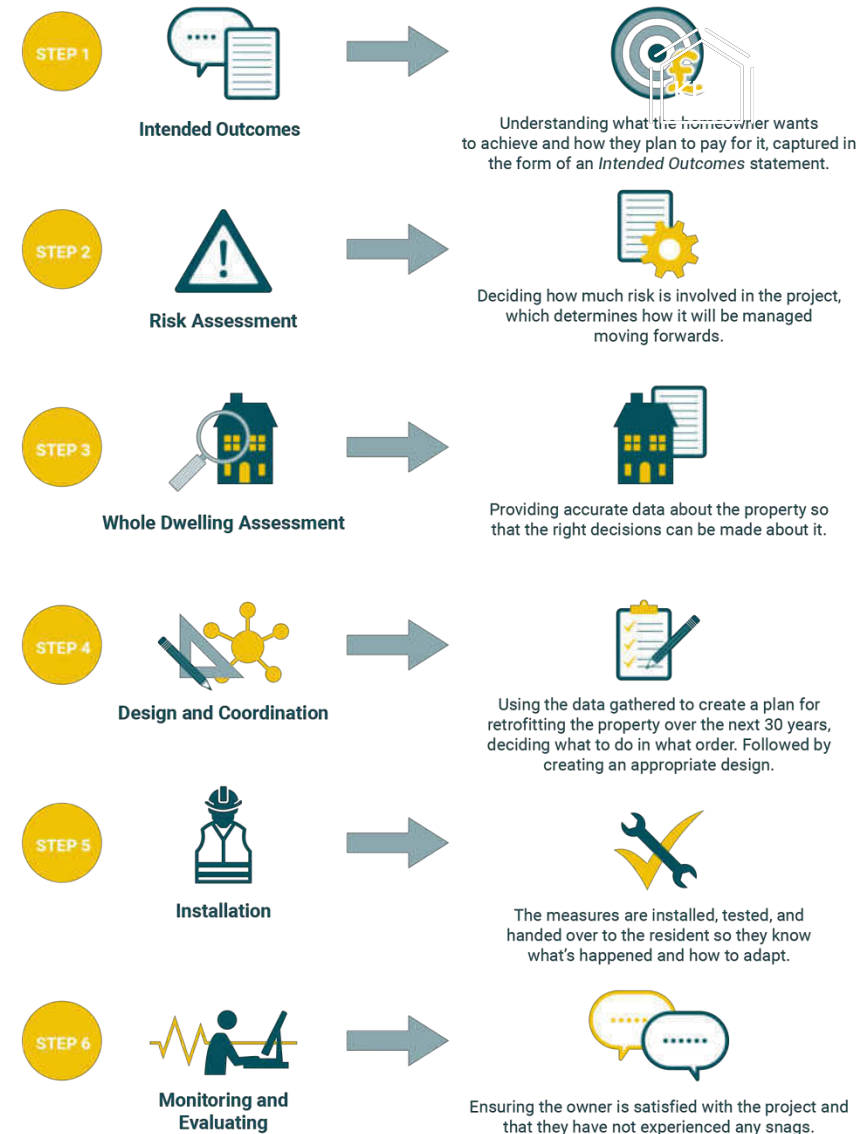 STEP 1
Intended Outcomes
£
Understanding what the homeowner wants
to achieve and how they plan to pay for it, captured in
the form of an Intended Outcomes statement.
STEP 2
!
Risk Assessment
Deciding how much risk is involved in the project,
which determines how it will be managed
moving forwards.
STEP 3
Whole Dwelling Assessment
Providing accurate data about the property so
that the right decisions can be made about it.
STEP 4
Design and Coordination
Using the data gathered to create a plan for
retrofitting the property over the next 30 years,
deciding what to do in what order. Followed by
creating an appropriate design.
STEP 5
Installation
The measures are installed, tested, and
handed over to the resident so they know
what's happened and how to adapt.
STEP 6
Monitoring and
Evaluating
Ensuring the owner is satisfied with the project and
that they have not experienced any snags.